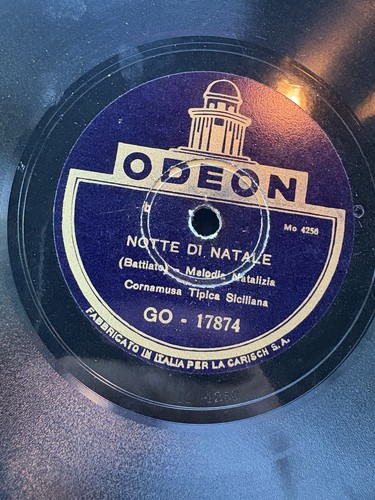 ODEON
Mo 4256
NOTTE DI NATALE
(Battiato) - Melodia Natalizia
Cornamusa Tipica Siciliana
GO - 17874
FABBRICATO IN ITALIA PER LA CARISCH S. A.